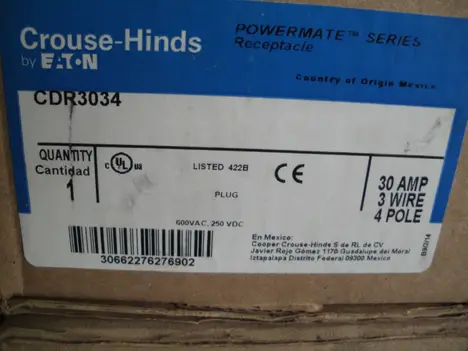 Crouse-Hinds
by EATON
POWERMATE™ SERIES
Receptacle
Country of Origin Mexico
CDR3034
QUANTITY
Cantidad
1
c UL us
LISTED 422B
CE
PLUG
600VAC, 250 VDC
30 AMP
3 WIRE
4 POLE
30662276276902
En Mexico:
Cooper Crouse-Hinds S de RL de CV
Javier Rojo Gómez 1170 Guadalupe del Moral
Iztapalapa Distrito Federal 09300 Mexico